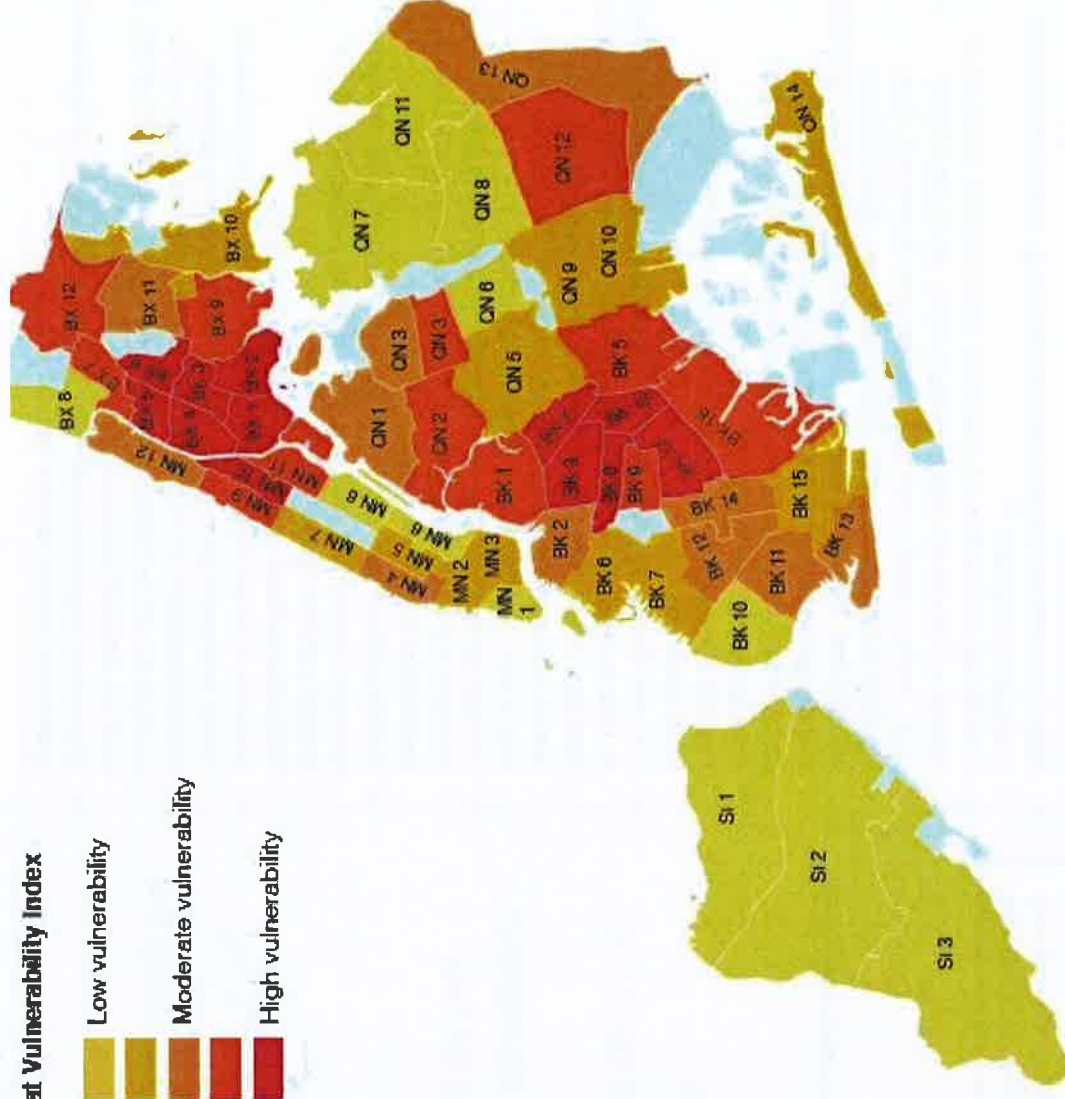 at Vulnerability Index
Low vulnerability
Moderate vulnerability
High vulnerability
BX 8
BX 12
BX 11
BX 10
BX 9
MN 12
MN 9
MN 11
MN 7
MN 8
MN 6
MN 5
MN 4
MN 3
MN 2
MN 1
QN 13
QN 11
QN 7
QN 8
QN 12
QN 14
QN 10
QN 9
QN 6
QN 5
QN 3
QN 3
QN 1
QN 2
BK 1
BK 5
BK 3
BK 8
BK 9
BK 2
BK 6
BK 7
BK 14
BK 12
BK 15
BK 11
BK 13
BK 10
SI 1
SI 2
SI 3